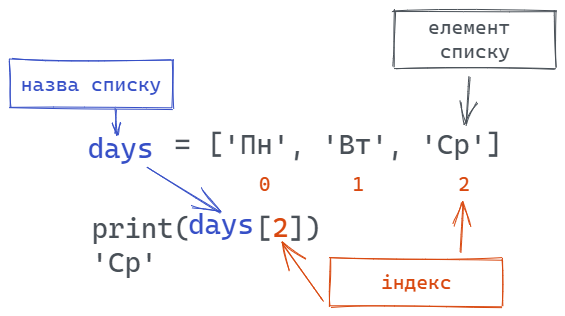 елемент
списку
назва списку
days = ['Пн', 'Вт', 'Ср']
0 1 2
print(days[2])
'Ср'
індекс